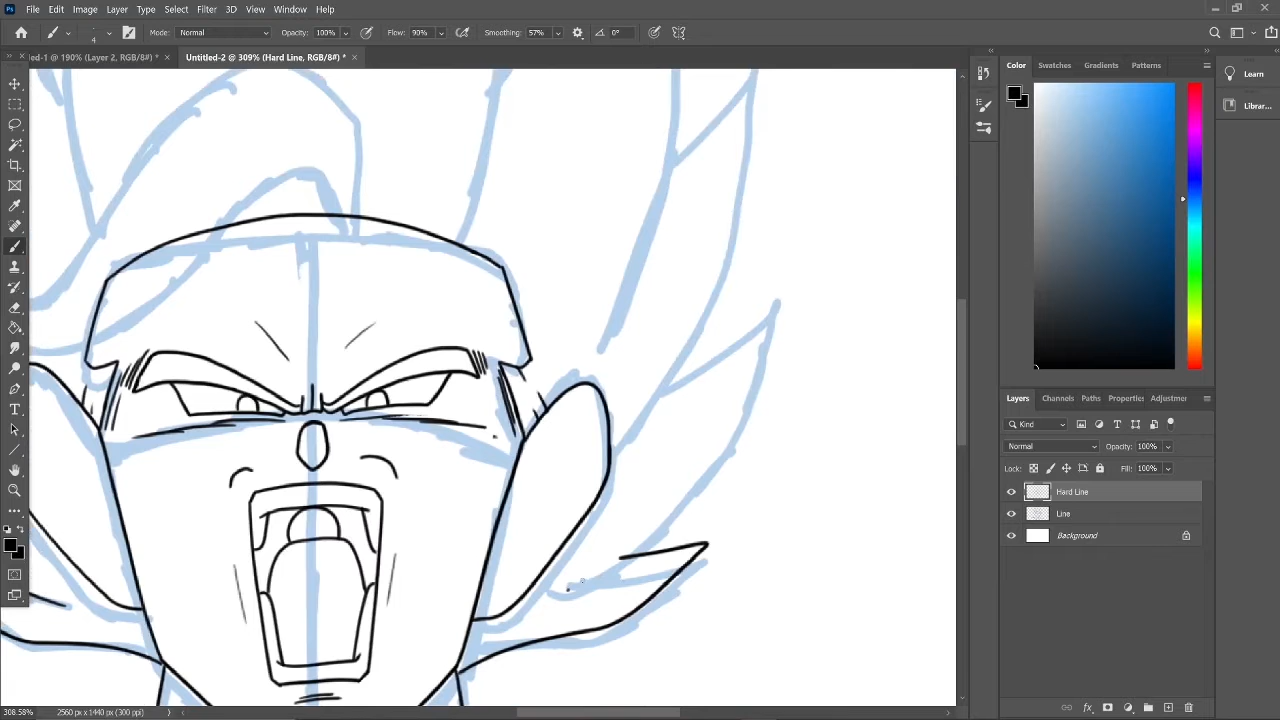 Ps File Edit Image Layer Type Select Filter 3D View Window Help
4 Mode: Normal Opacity: 100% Flow: 90% Smoothing: 57% 0°
led-1 @ 190% (Layer 2, RGB/8#) * × Untitled-2 @ 309% (Hard Line, RGB/8#) * ×
Color Swatches Gradients Patterns
Learn
Librar...
Layers Channels Paths Properties Adjustmer
Kind
Normal Opacity: 100%
Lock: Fill: 100%
Hard Line
Line
Background
308.58% 2560 px x 1440 px (300 ppi)
fx